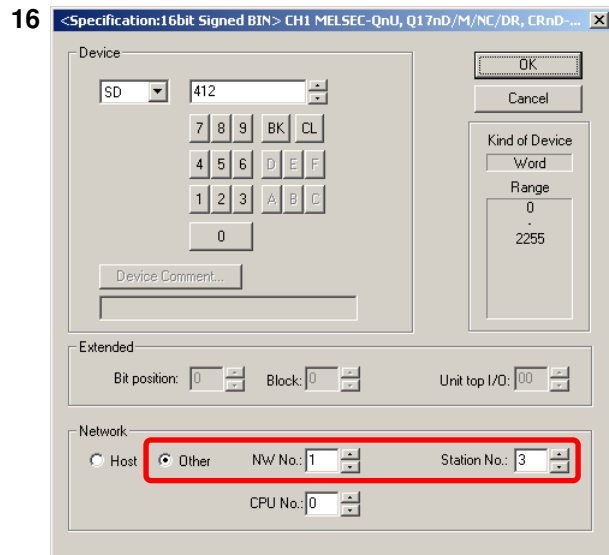 16
<Specification:16bit Signed BIN> CH1 MELSEC-QnU, Q17nD/M/NC/DR, CRnD-...
Device
SD 412
7 8 9 BK CL
4 5 6 D E F
1 2 3 A B C
0
Device Comment...
OK
Cancel
Kind of Device
Word
Range
0
.
2255
Extended
Bit position: 0 Block: 0 Unit top I/O: 00
Network
Host Other NW No.: 1 Station No.: 3
CPU No.: 0